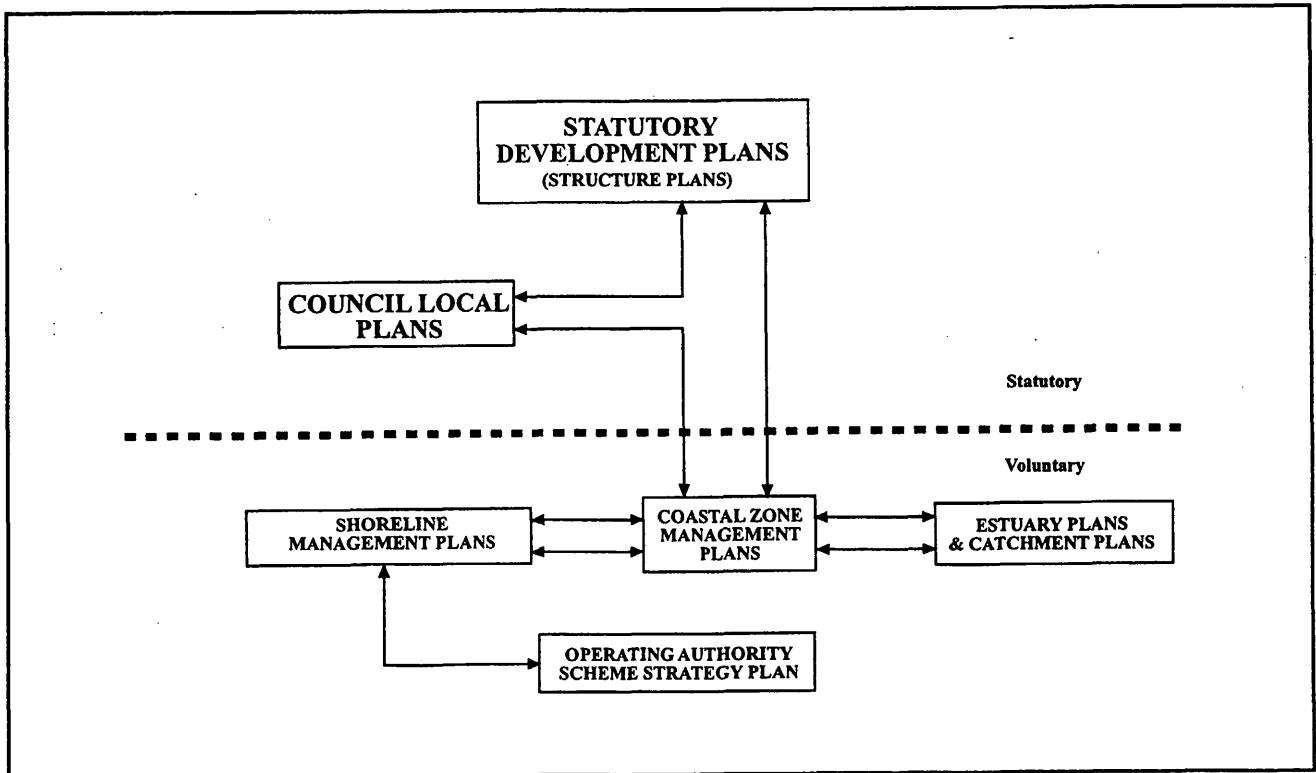 STATUTORY
DEVELOPMENT PLANS
(STRUCTURE PLANS)
COUNCIL LOCAL
PLANS
Statutory
Voluntary
SHORELINE
MANAGEMENT PLANS
COASTAL ZONE
MANAGEMENT
PLANS
ESTUARY PLANS
& CATCHMENT PLANS
OPERATING AUTHORITY
SCHEME STRATEGY PLAN